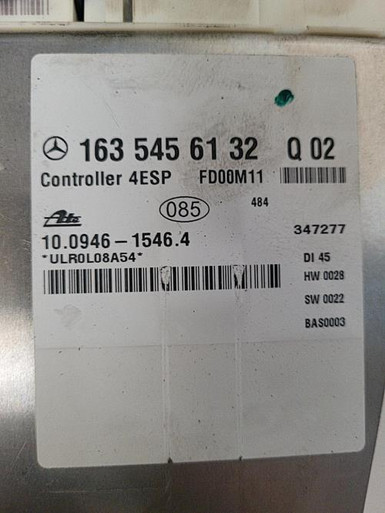 163 545 61 32 Q 02
Controller 4ESP FD00M11
Ate 085 484
10.0946-1546.4 347277
*ULR0L08A54* DI 45
HW 0028
SW 0022
BAS0003